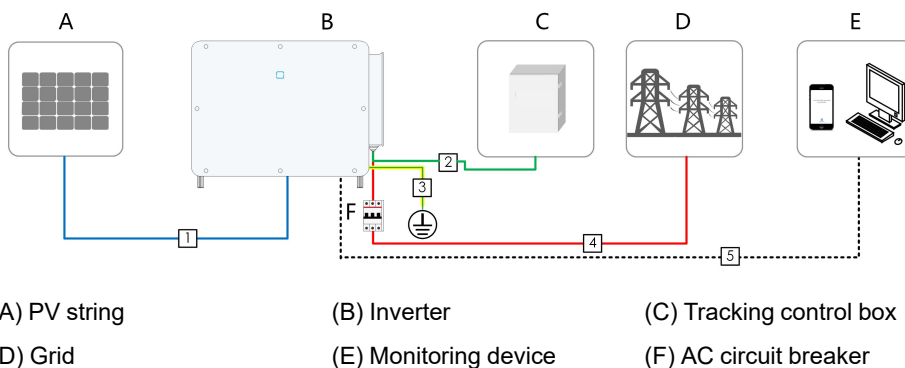 A B C D E
2
3
F
1
4
5
A) PV string (B) Inverter (C) Tracking control box
D) Grid (E) Monitoring device (F) AC circuit breaker